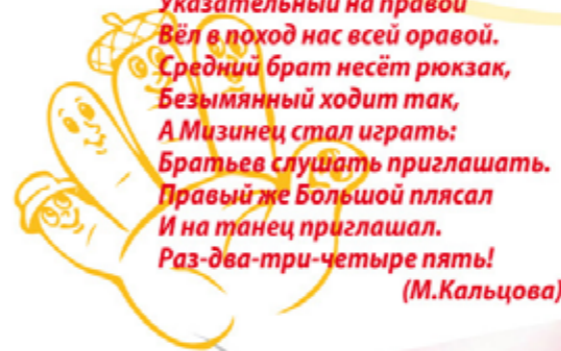 Указательный на правой
Вёл в поход нас всей оравой.
Средний брат несёт рюкзак,
Безымянный ходит так,
А Мизинец стал играть:
Братьев слушать приглашать.
Правый же Большой плясал
И на танец приглашал.
Раз-два-три-четыре пять!
(М.Кальцова)